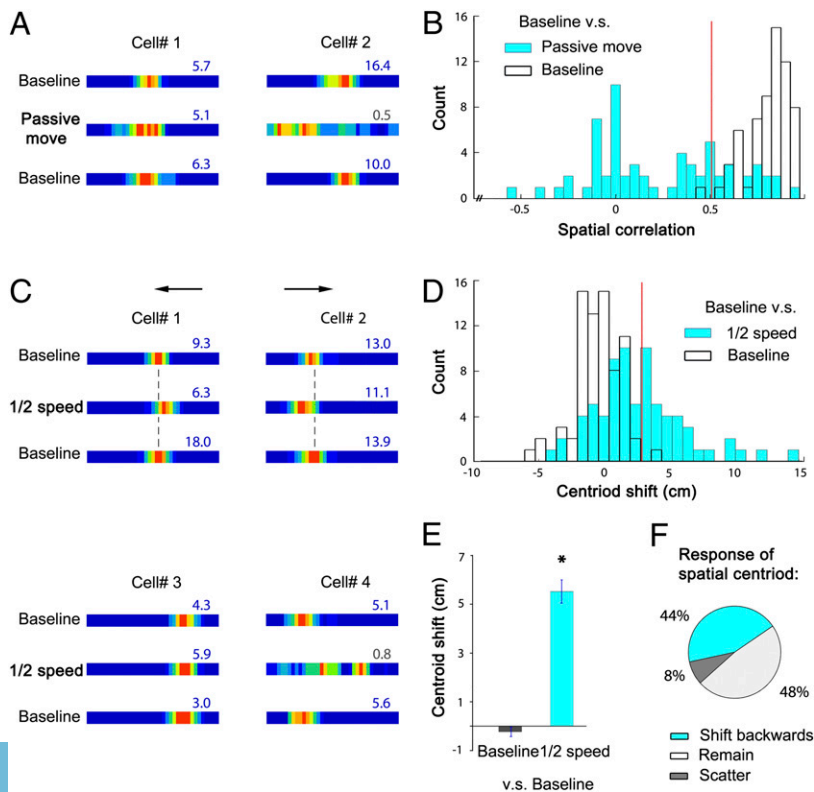 A
Cell# 1
Cell# 2
Baseline
5.7
16.4
Passive
move
5.1
0.5
Baseline
6.3
10.0
B
Baseline v.s.
Passive move
Baseline
16
12
8
4
0
Count
-0.5
0
0.5
Spatial correlation
C
Cell# 1
Cell# 2
Baseline
9.3
13.0
1/2 speed
6.3
11.1
Baseline
18.0
13.9
Cell# 3
Cell# 4
Baseline
4.3
5.1
1/2 speed
5.9
0.8
Baseline
3.0
5.6
D
Baseline v.s.
1/2 speed
Baseline
16
12
8
4
0
Count
-10
-5
0
5
10
15
Centriod shift (cm)
E
7
5
3
1
-1
Centroid shift (cm)
*
Baseline 1/2 speed
v.s. Baseline
F
Response of
spatial centriod:
44%
8%
48%
Shift backwards
Remain
Scatter